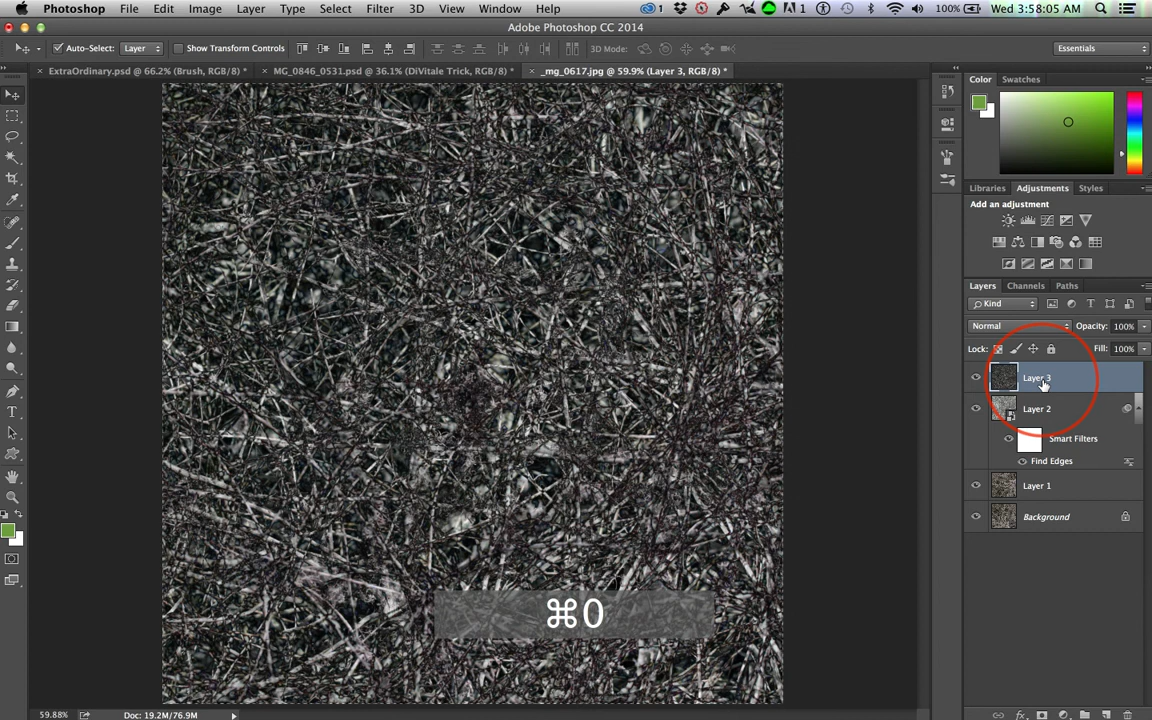 Photoshop File Edit Image Layer Type Select Filter 3D View Window Help 1 1 100% Wed 3:58:05 AM
Adobe Photoshop CC 2014
Auto-Select: Layer Show Transform Controls 3D Mode: Essentials
× ExtraOrdinary.psd @ 66.2% (Brush, RGB/8) * × MG_0846_0531.psd @ 36.1% (DiVitale Trick, RGB/8) * × _mg_0617.jpg @ 59.9% (Layer 3, RGB/8) *
Color Swatches
Libraries Adjustments Styles
Add an adjustment
Layers Channels Paths
Kind
Normal Opacity: 100%
Lock: Fill: 100%
Layer 3
Layer 2
Smart Filters
Find Edges
Layer 1
Background
⌘0
59.88% Doc: 19.2M/76.9M